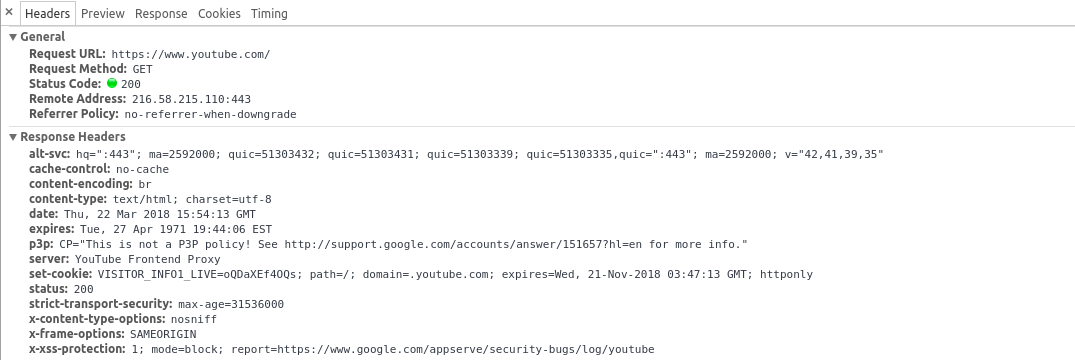 × Headers Preview Response Cookies Timing
▼ General
Request URL: https://www.youtube.com/
Request Method: GET
Status Code: 200
Remote Address: 216.58.215.110:443
Referrer Policy: no-referrer-when-downgrade
▼ Response Headers
alt-svc: hq=":443"; ma=2592000; quic=51303432; quic=51303431; quic=51303339; quic=51303335,quic=":443"; ma=2592000; v="42,41,39,35"
cache-control: no-cache
content-encoding: br
content-type: text/html; charset=utf-8
date: Thu, 22 Mar 2018 15:54:13 GMT
expires: Tue, 27 Apr 1971 19:44:06 EST
p3p: CP="This is not a P3P policy! See http://support.google.com/accounts/answer/151657?hl=en for more info."
server: YouTube Frontend Proxy
set-cookie: VISITOR_INFO1_LIVE=oQDaXEf4OQs; path=/; domain=.youtube.com; expires=Wed, 21-Nov-2018 03:47:13 GMT; httponly
status: 200
strict-transport-security: max-age=31536000
x-content-type-options: nosniff
x-frame-options: SAMEORIGIN
x-xss-protection: 1; mode=block; report=https://www.google.com/appserve/security-bugs/log/youtube